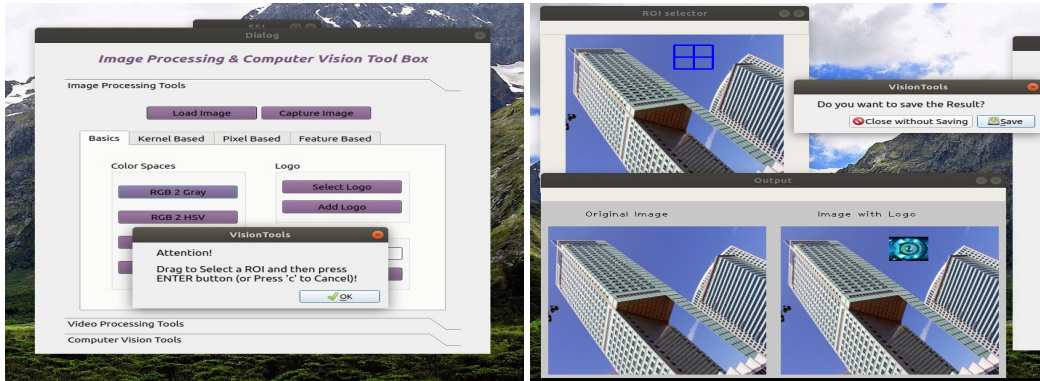 SSI
Dialog
Image Processing & Computer Vision Tool Box
Image Processing Tools
Load Image
Capture Image
Basics
Kernel Based
Pixel Based
Feature Based
Color Spaces
Logo
RGB 2 Gray
Select Logo
RGB 2 HSV
Add Logo
VisionTools
Attention!
Drag to Select a ROI and then press
ENTER button (or Press 'c' to Cancel)!
OK
Video Processing Tools
Computer Vision Tools
ROI selector
VisionTools
Do you want to save the Result?
Close without Saving
Save
Output
Original Image
Image with Logo